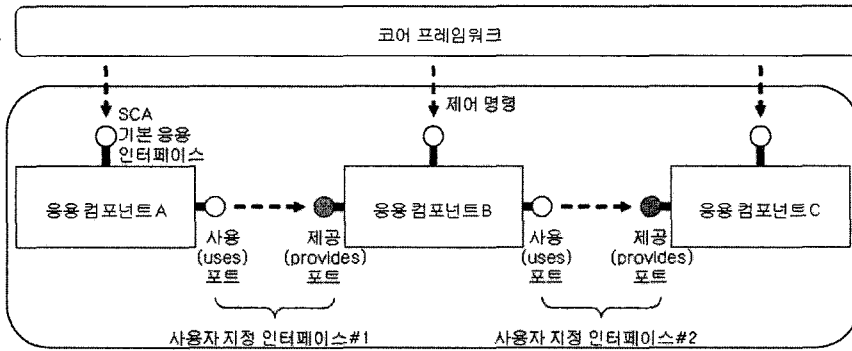 코어 프레임워크
SCA
기본 응용
인터페이스
제어 명령
응용 컴포넌트 A
응용 컴포넌트 B
응용 컴포넌트 C
사용
(uses)
포트
제공
(provides)
포트
사용
(uses)
포트
제공
(provides)
포트
사용자 지정 인터페이스#1
사용자 지정 인터페이스#2